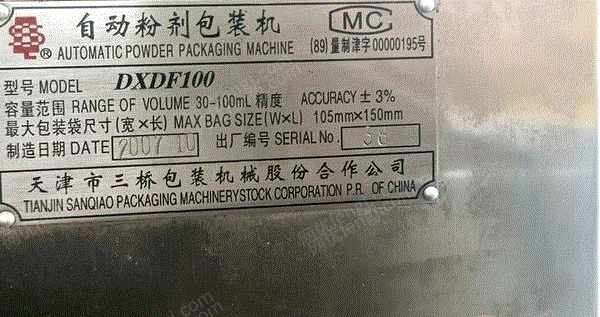 自动粉剂包装机
® AUTOMATIC POWDER PACKAGING MACHINE
MC
(89)量制津字00000195号
型号 MODEL DXDF100
容量范围 RANGE OF VOLUME 30-100mL 精度 ACCURACY ± 3%
最大包装袋尺寸(宽×长) MAX BAG SIZE(W×L) 105mm×150mm
制造日期 DATE 2007 10 出厂编号 SERIAL No. 36
天津市三桥包装机械股份合作公司
TIANJIN SANQIAO PACKAGING MACHINERYSTOCK CORPORATION P.R. OF CHINA